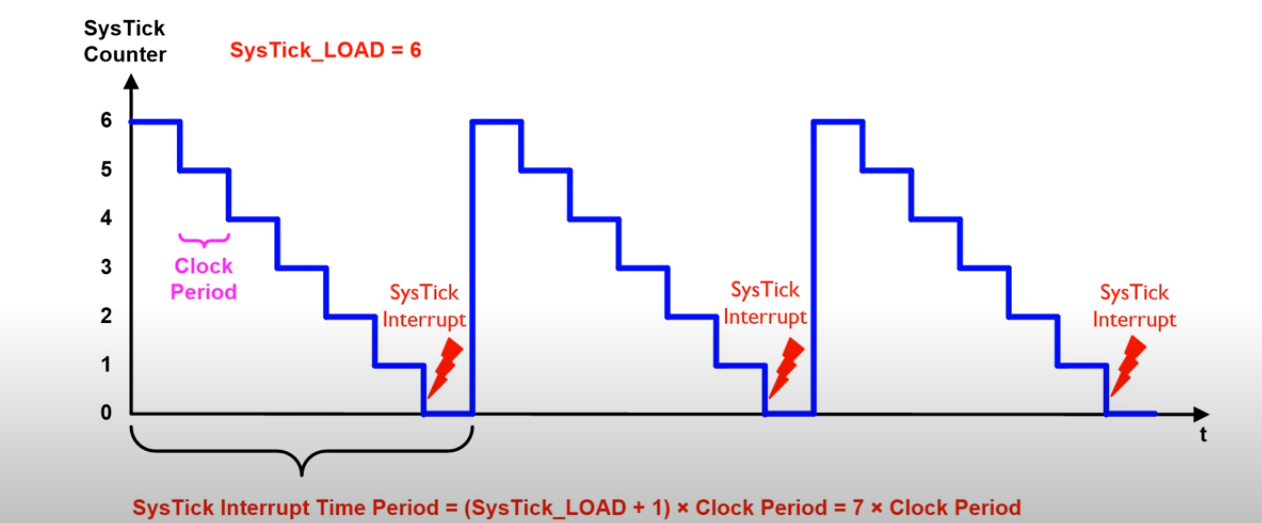 SysTick
Counter
SysTick_LOAD = 6
6
5
4
3
2
1
0
Clock
Period
SysTick
Interrupt
SysTick
Interrupt
SysTick
Interrupt
t
SysTick Interrupt Time Period = (SysTick_LOAD + 1) × Clock Period = 7 × Clock Period